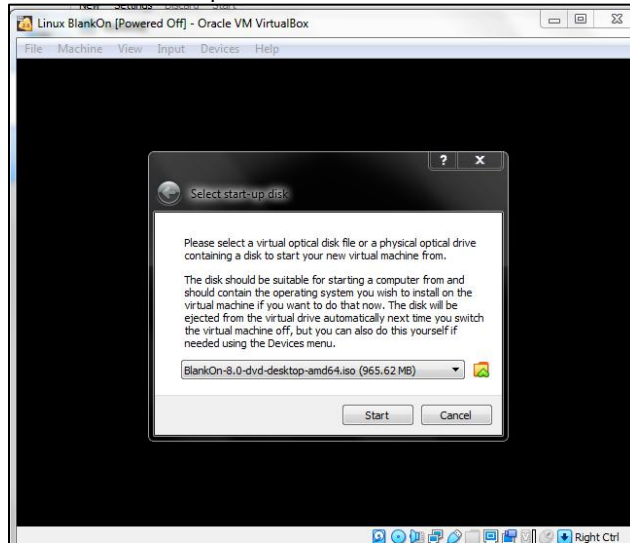 New Settings Discard Start
Linux BlankOn [Powered Off] - Oracle VM VirtualBox
File Machine View Input Devices Help
? X
Select start-up disk
Please select a virtual optical disk file or a physical optical drive
containing a disk to start your new virtual machine from.
The disk should be suitable for starting a computer from and
should contain the operating system you wish to install on the
virtual machine if you want to do that now. The disk will be
ejected from the virtual drive automatically next time you switch
the virtual machine off, but you can also do this yourself if
needed using the Devices menu.
BlankOn-8.0-dvd-desktop-amd64.iso (965.62 MB)
Start Cancel
Right Ctrl